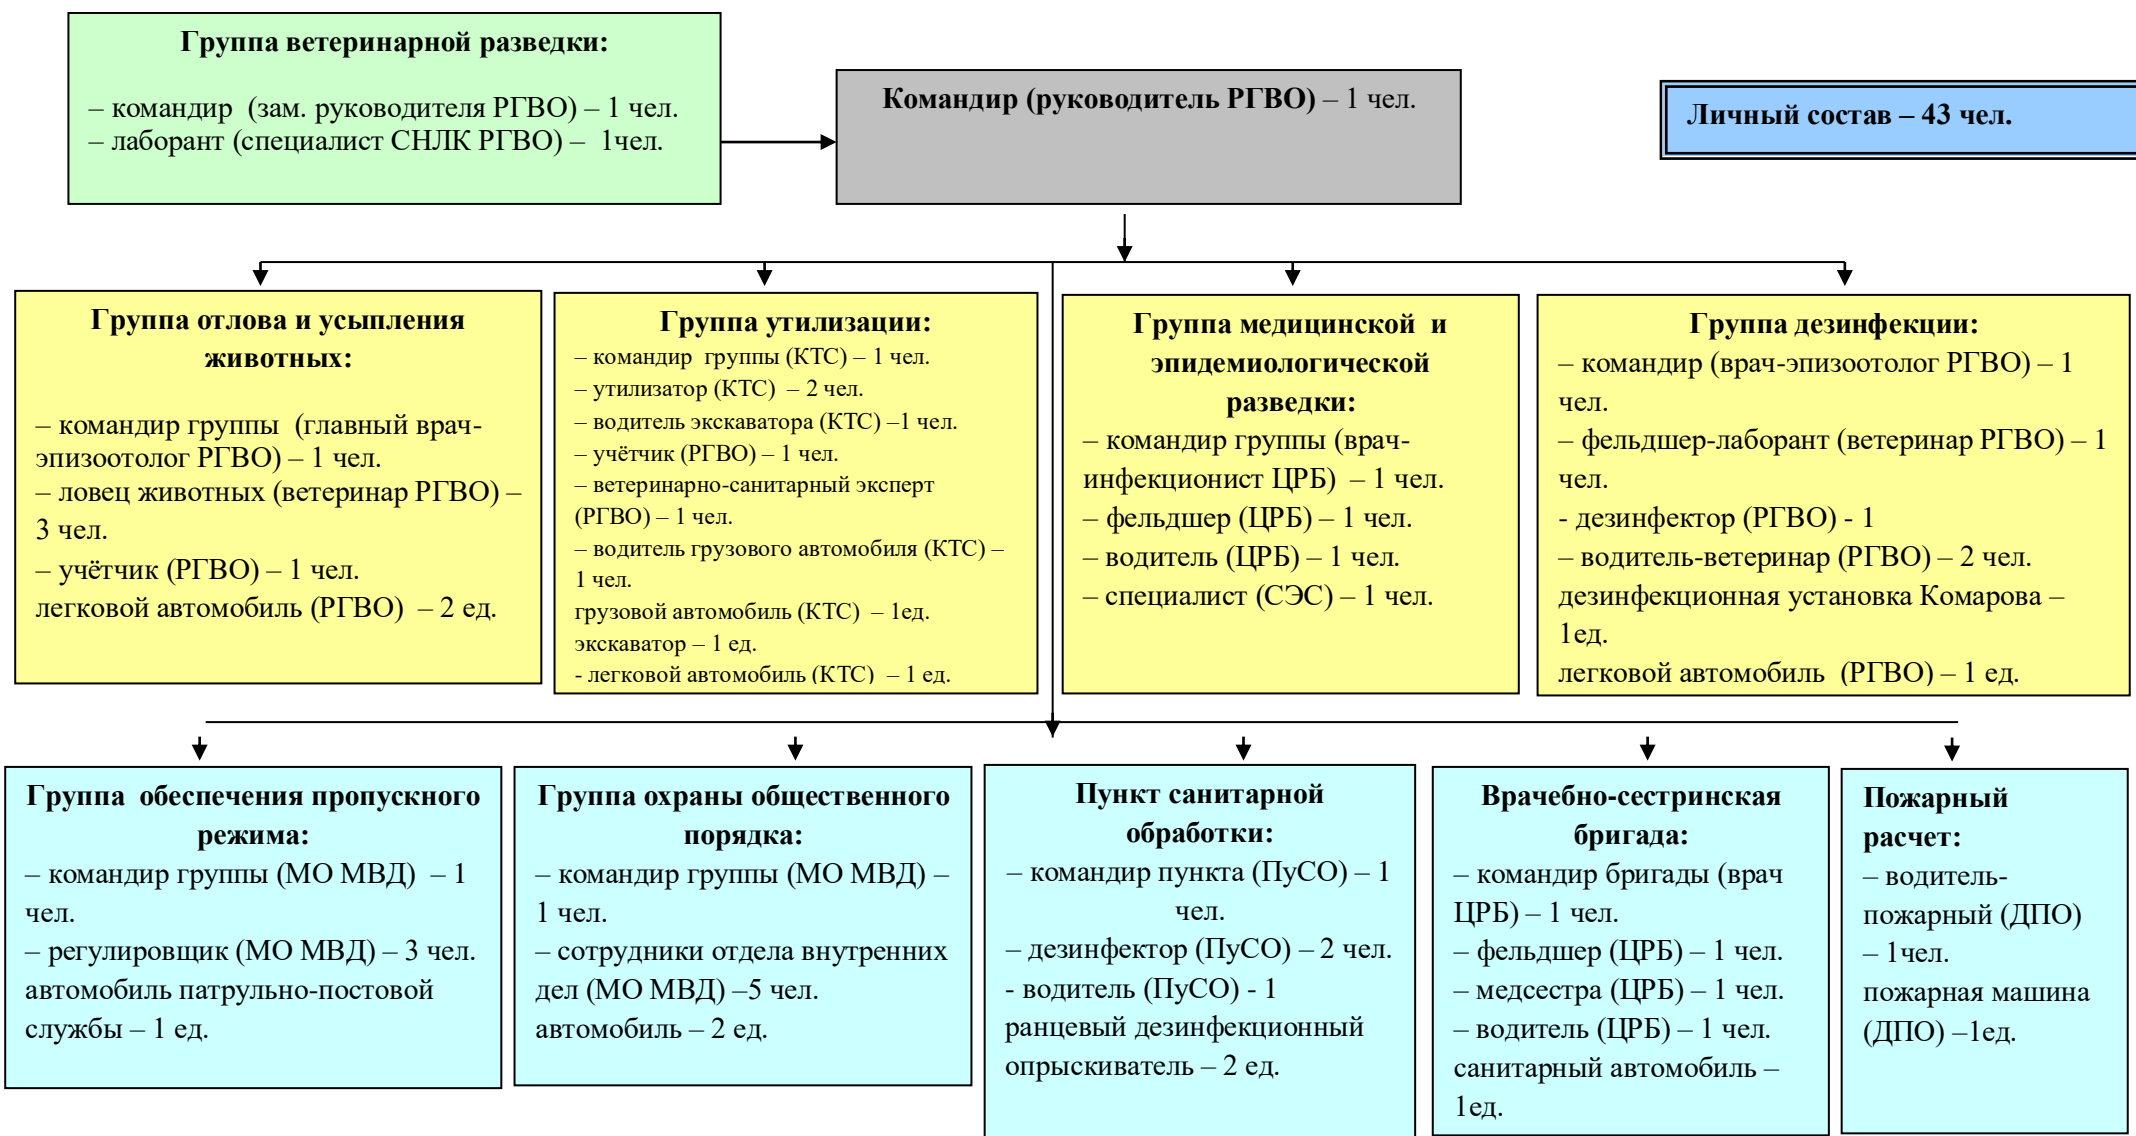 Группа ветеринарной разведки:
– командир (зам. руководителя РГВО) – 1 чел.
– лаборант (специалист СНЛК РГВО) – 1чел.
Командир (руководитель РГВО) – 1 чел.
Личный состав – 43 чел.
Группа отлова и усыпления
животных:
– командир группы (главный врач-
эпизоотолог РГВО) – 1 чел.
– ловец животных (ветеринар РГВО) –
3 чел.
– учётчик (РГВО) – 1 чел.
легковой автомобиль (РГВО) – 2 ед.
Группа утилизации:
– командир группы (КТС) – 1 чел.
– утилизатор (КТС) – 2 чел.
– водитель экскаватора (КТС) –1 чел.
– учётчик (РГВО) – 1 чел.
– ветеринарно-санитарный эксперт
(РГВО) – 1 чел.
– водитель грузового автомобиля (КТС) –
1 чел.
грузовой автомобиль (КТС) – 1ед.
экскаватор – 1 ед.
- легковой автомобиль (КТС) – 1 ед.
Группа медицинской и
эпидемиологической
разведки:
– командир группы (врач-
инфекционист ЦРБ) – 1 чел.
– фельдшер (ЦРБ) – 1 чел.
– водитель (ЦРБ) – 1 чел.
– специалист (СЭС) – 1 чел.
Группа дезинфекции:
– командир (врач-эпизоотолог РГВО) – 1
чел.
– фельдшер-лаборант (ветеринар РГВО) – 1
чел.
- дезинфектор (РГВО) - 1
– водитель-ветеринар (РГВО) – 2 чел.
дезинфекционная установка Комарова –
1ед.
легковой автомобиль (РГВО) – 1 ед.
Группа обеспечения пропускного
режима:
– командир группы (МО МВД) – 1
чел.
– регулировщик (МО МВД) – 3 чел.
автомобиль патрульно-постовой
службы – 1 ед.
Группа охраны общественного
порядка:
– командир группы (МО МВД) –
1 чел.
– сотрудники отдела внутренних
дел (МО МВД) –5 чел.
автомобиль – 2 ед.
Пункт санитарной
обработки:
– командир пункта (ПуСО) – 1
чел.
– дезинфектор (ПуСО) – 2 чел.
- водитель (ПуСО) - 1
ранцевый дезинфекционный
опрыскиватель – 2 ед.
Врачебно-сестринская
бригада:
– командир бригады (врач
ЦРБ) – 1 чел.
– фельдшер (ЦРБ) – 1 чел.
– медсестра (ЦРБ) – 1 чел.
– водитель (ЦРБ) – 1 чел.
санитарный автомобиль –
1ед.
Пожарный
расчет:
– водитель-
пожарный (ДПО)
– 1чел.
пожарная машина
(ДПО) –1ед.